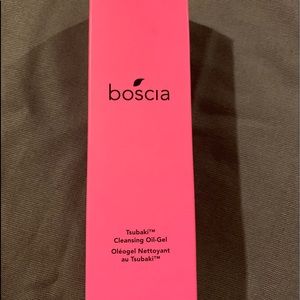 boscia
Tsubaki™
Cleansing Oil-Gel
Oléogel Nettoyant
au Tsubaki™